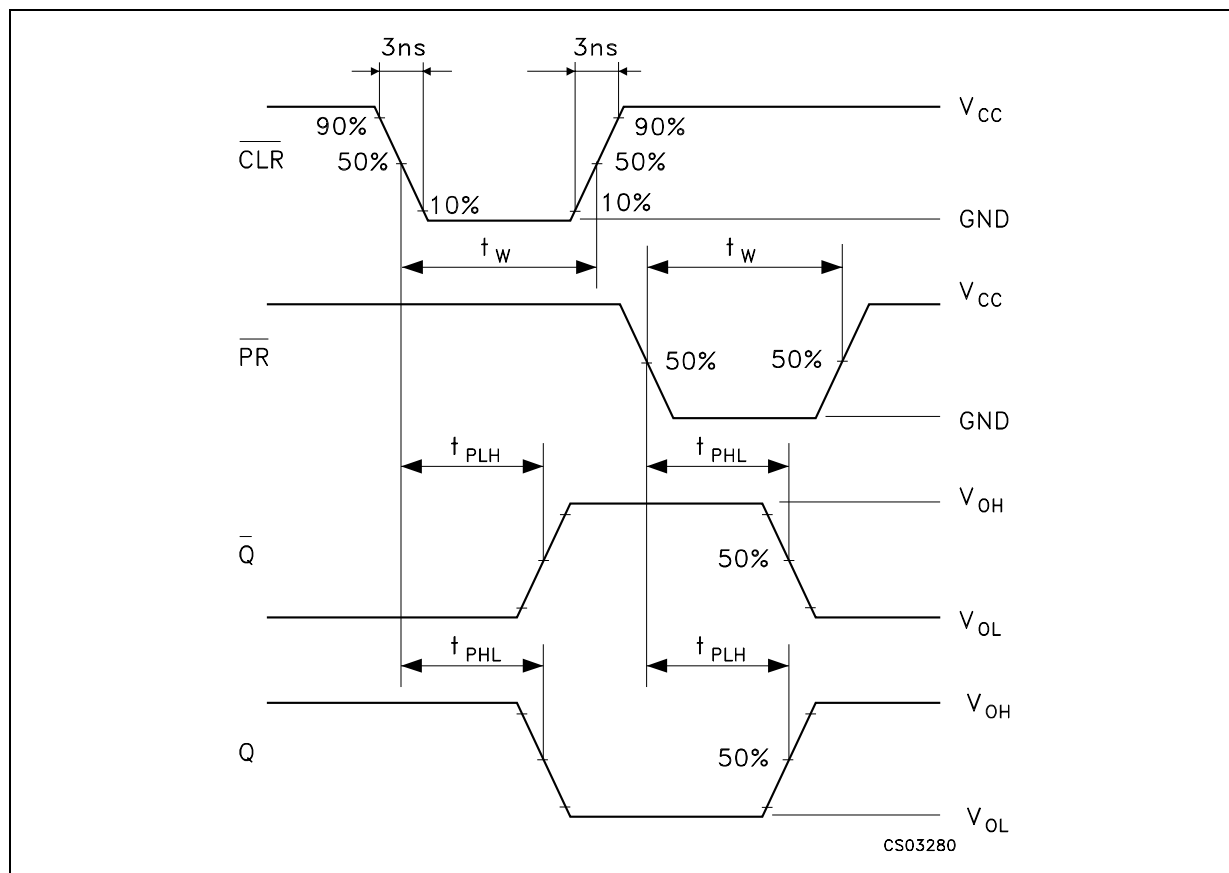 3ns 3ns
V CC
90% 90%
CLR 50% 50%
10% 10%
GND
t W t W
V CC
PR 50% 50%
GND
t PLH t PHL
V OH
Q 50%
V OL
t PHL t PLH
V OH
Q 50%
V OL
CS03280